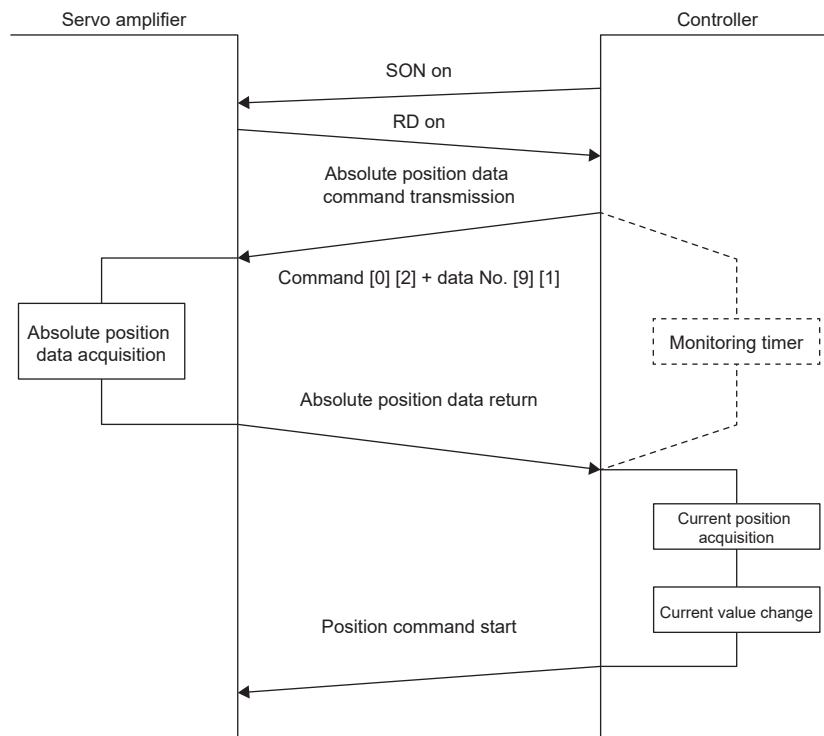 Servo amplifier
Controller
SON on
RD on
Absolute position data
command transmission
Command [0] [2] + data No. [9] [1]
Absolute position
data acquisition
Monitoring timer
Absolute position data return
Current position
acquisition
Current value change
Position command start